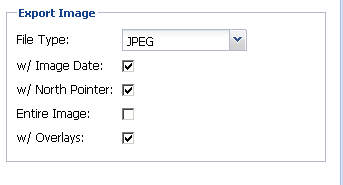 Export Image
File Type: JPEG
w/ Image Date:
w/ North Pointer:
Entire Image:
w/ Overlays: